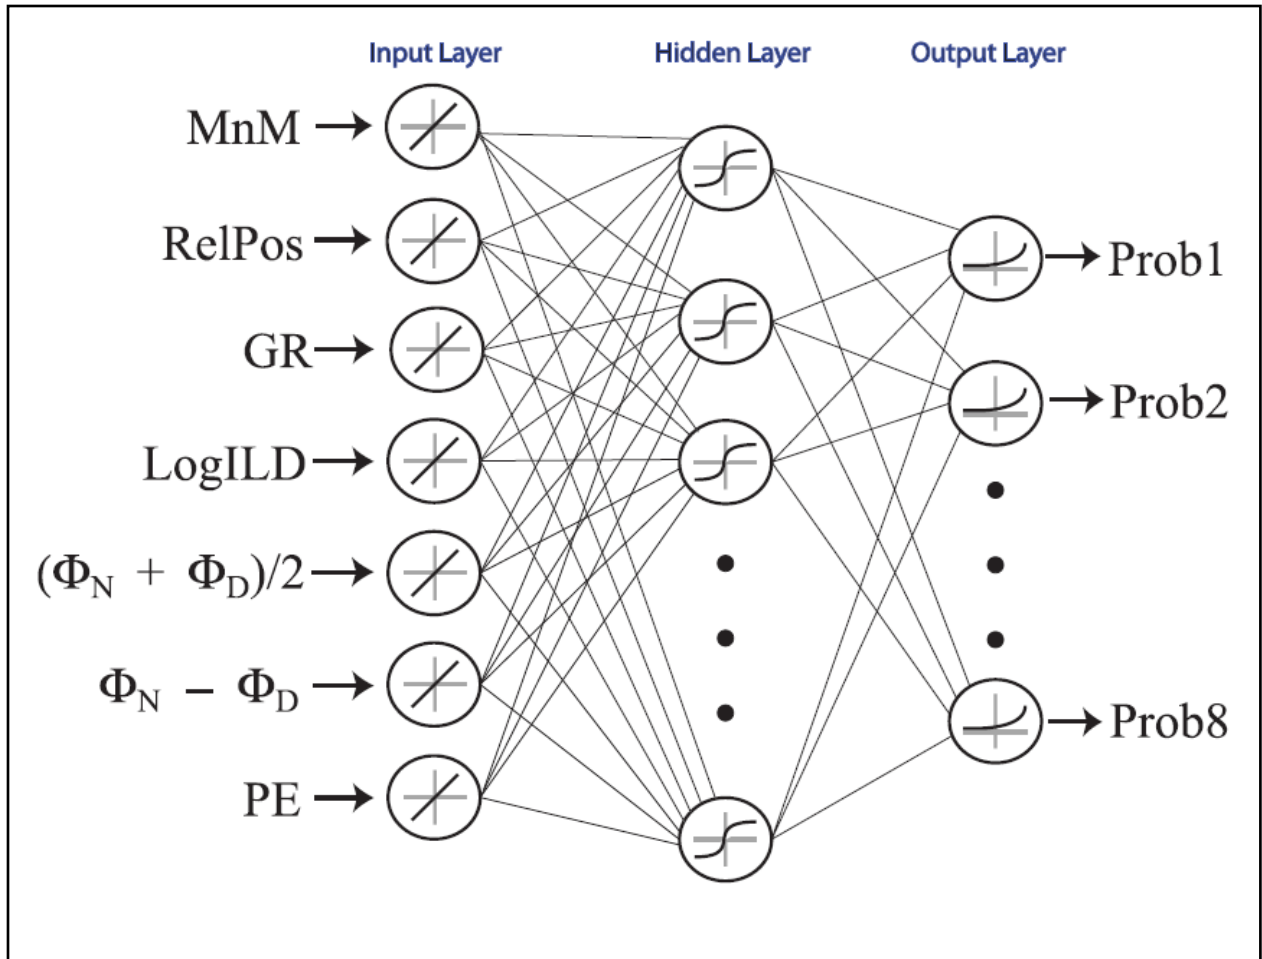 Input Layer
Hidden Layer
Output Layer
MnM
RelPos
GR
LogILD
(ΦN + ΦD)/2
ΦN − ΦD
PE
Prob1
Prob2
Prob8